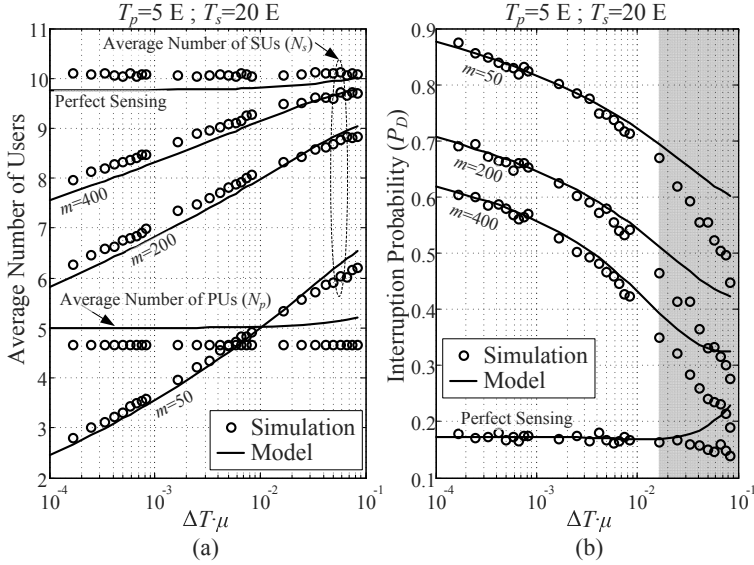 T_p=5 E ; T_s=20 E
Average Number of Users
11
10
9
8
7
6
5
4
3
2
Average Number of SUs (N_s)
Perfect Sensing
m=400
m=200
Average Number of PUs (N_p)
m=50
Simulation
Model
10^-4
10^-3
10^-2
10^-1
ΔT·μ
(a)
T_p=5 E ; T_s=20 E
Interruption Probability (P_D)
0.9
0.8
0.7
0.6
0.5
0.4
0.3
0.2
0.1
m=50
m=200
m=400
Simulation
Model
Perfect Sensing
10^-4
10^-3
10^-2
10^-1
ΔT·μ
(b)